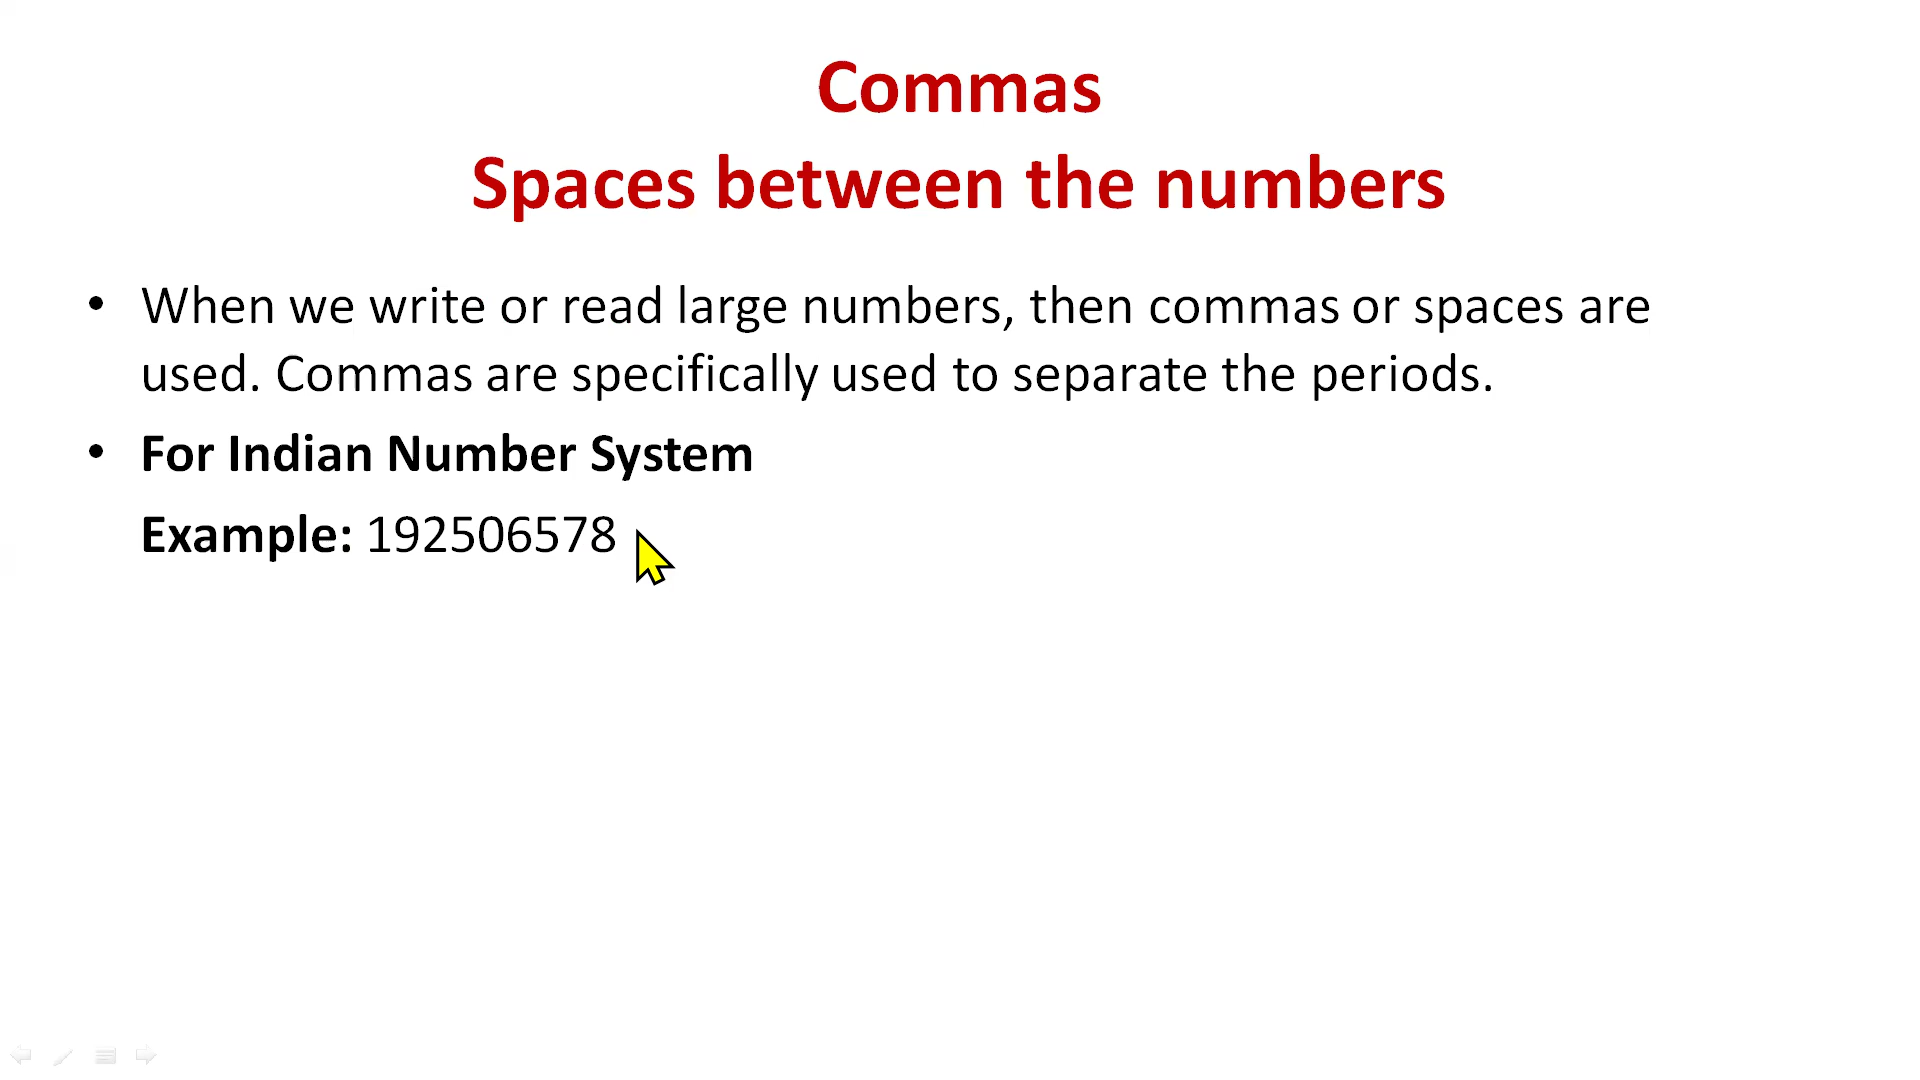 Commas
Spaces between the numbers
• When we write or read large numbers, then commas or spaces are
used. Commas are specifically used to separate the periods.
• For Indian Number System
Example: 192506578